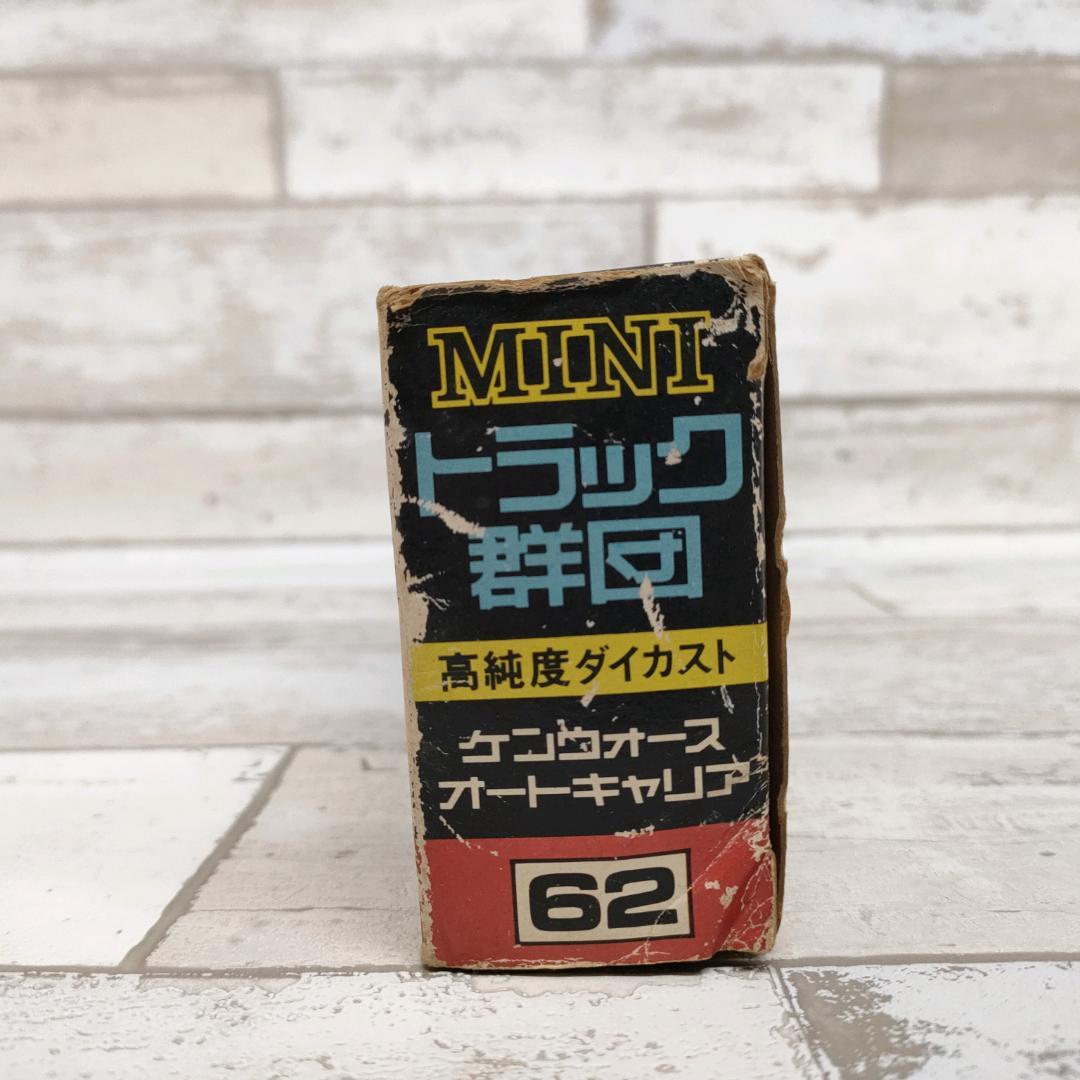 MINI
トラック
群団
高純度ダイカスト
ケンウォース
オートキャリア
62